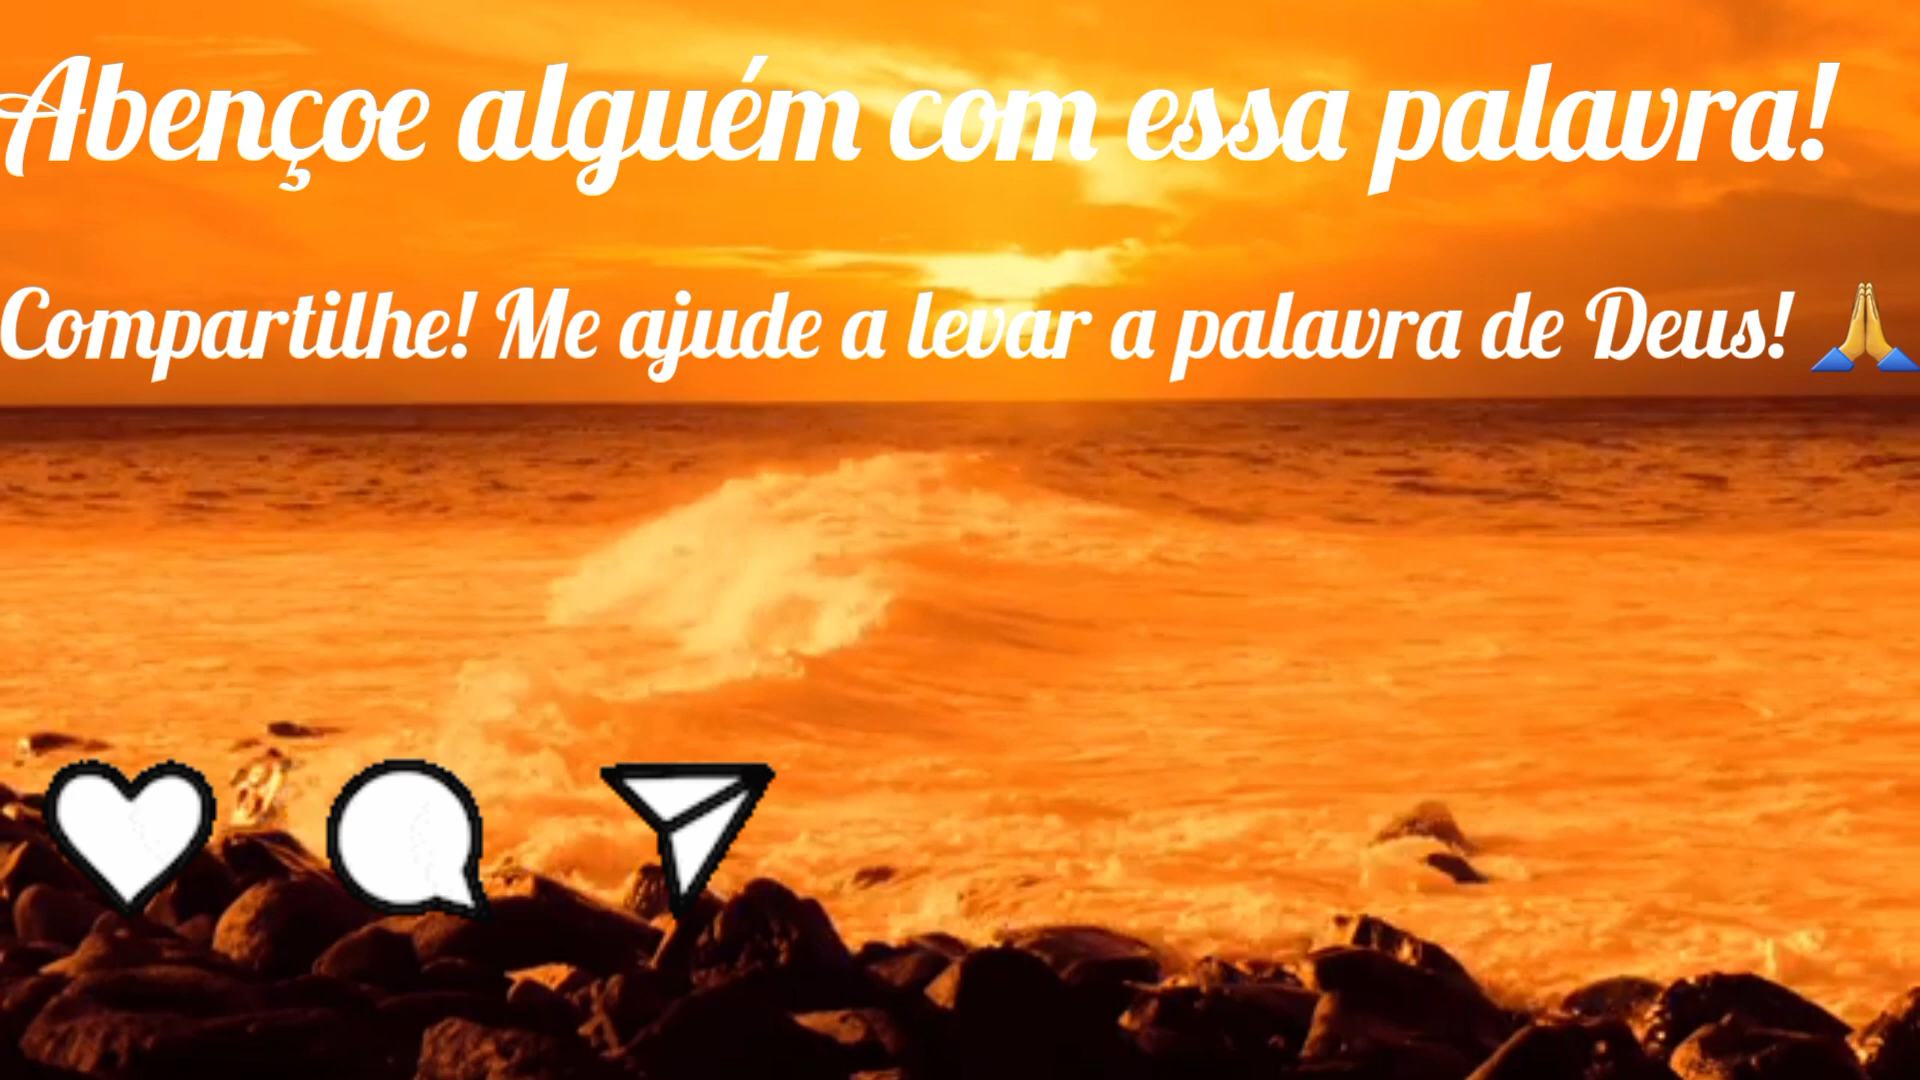 Abençoe alguém com essa palavra!
Compartilhe! Me ajude a levar a palavra de Deus! 🙏